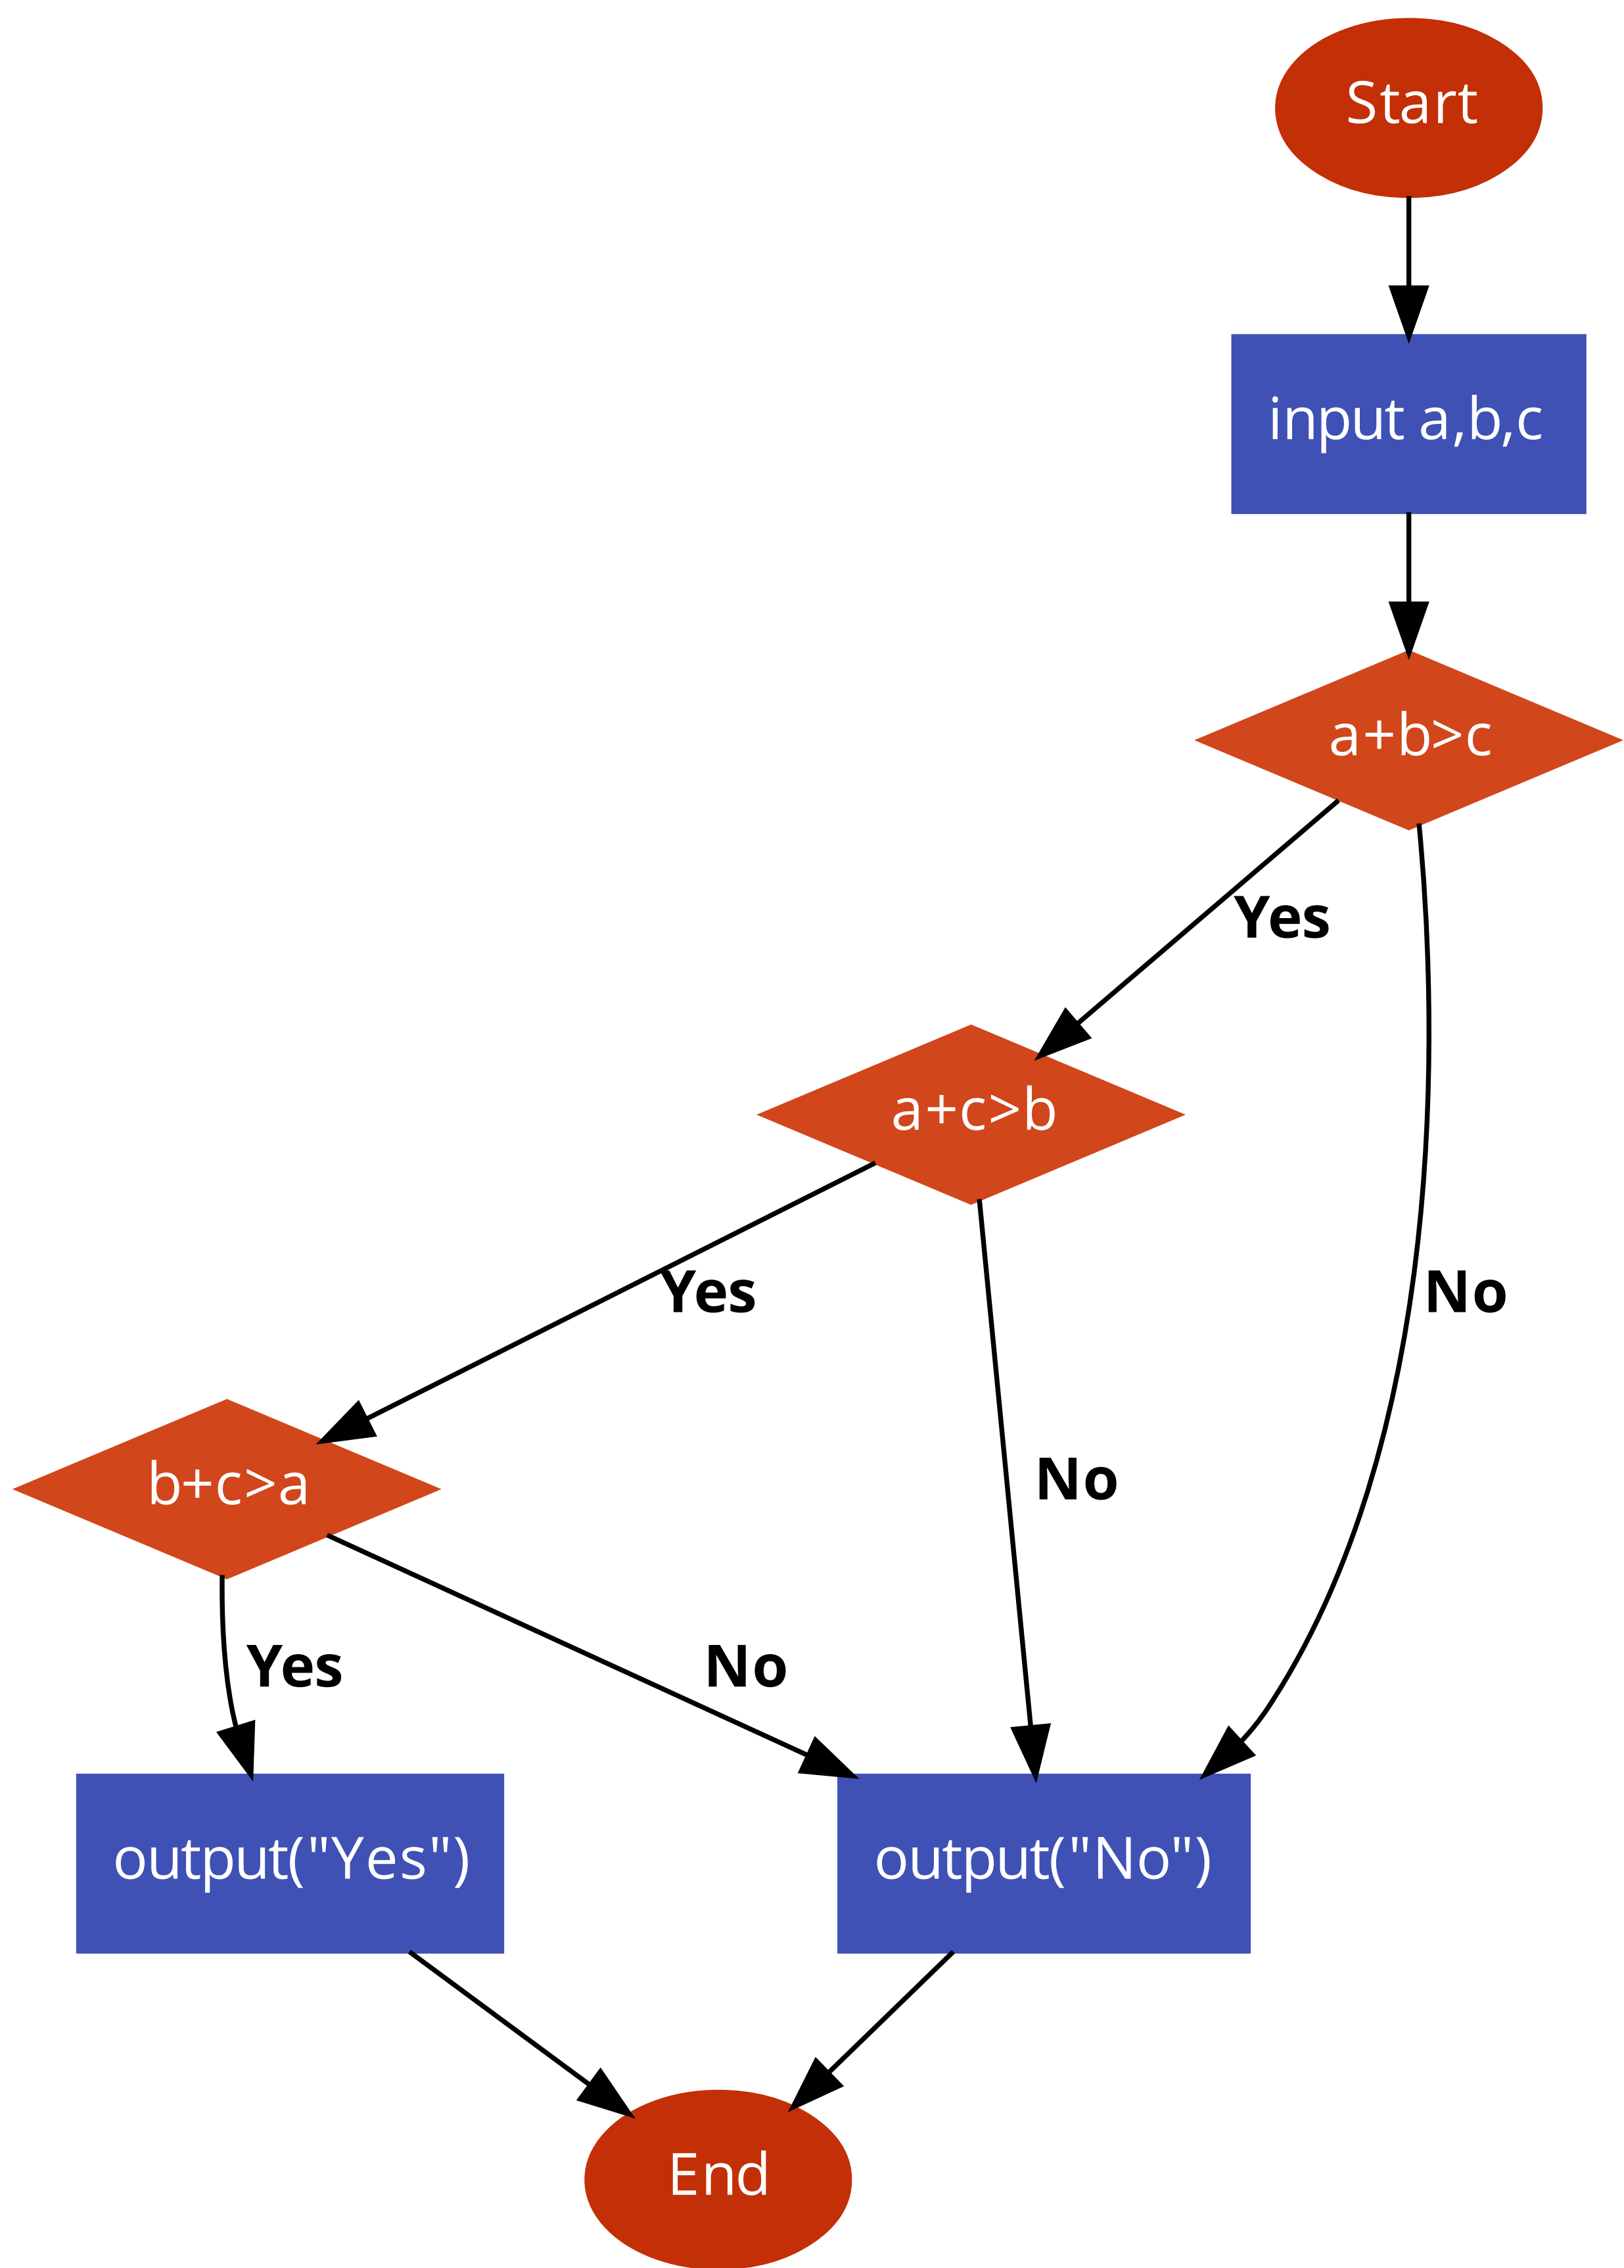 Start
input a,b,c
a+b>c
Yes
a+c>b
Yes
No
b+c>a
No
Yes
No
output("Yes")
output("No")
End